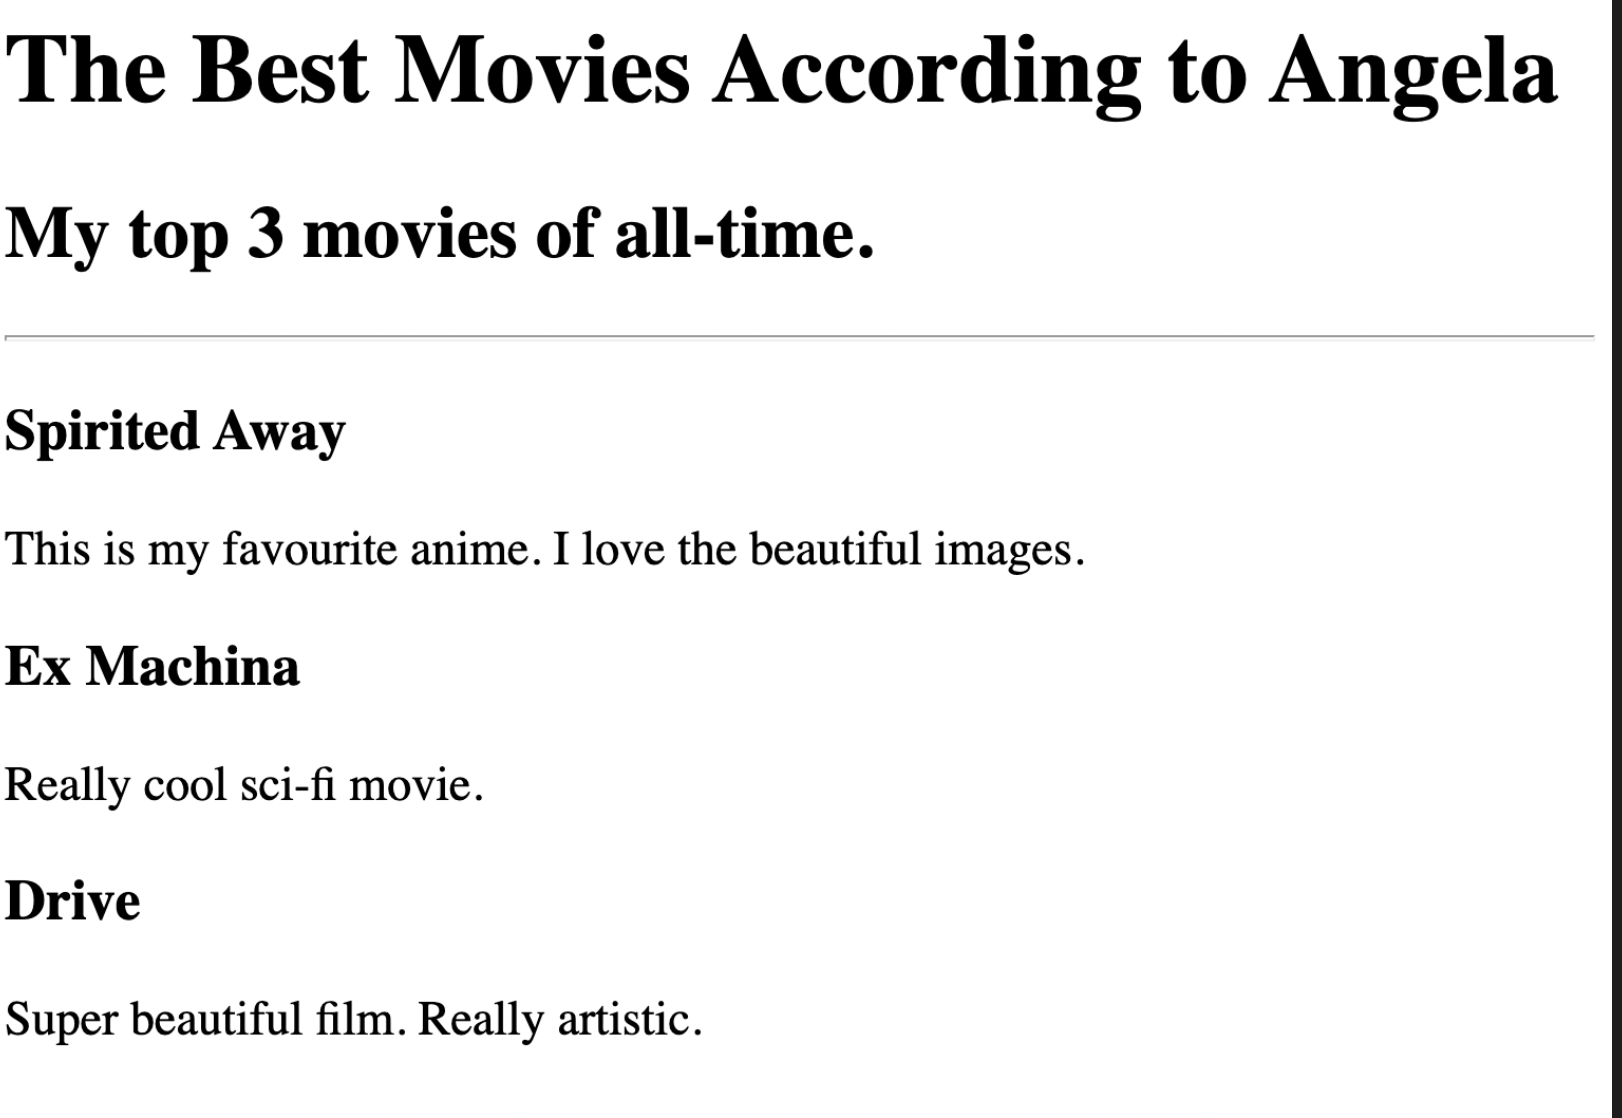 The Best Movies According to Angela
My top 3 movies of all-time.
Spirited Away
This is my favourite anime. I love the beautiful images.
Ex Machina
Really cool sci-fi movie.
Drive
Super beautiful film. Really artistic.